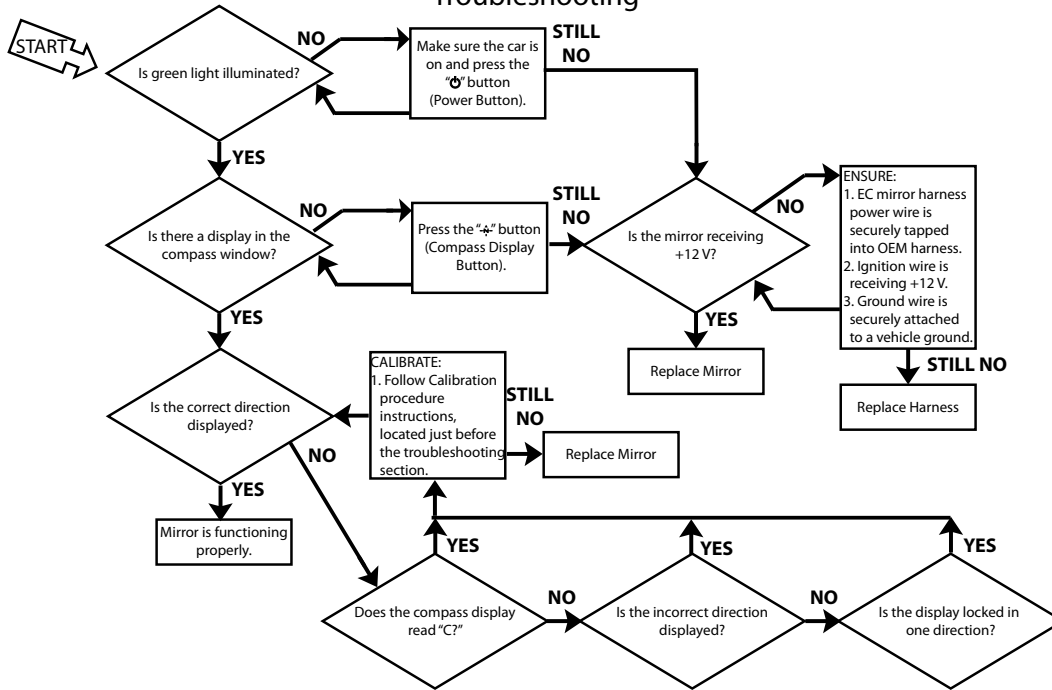 Troubleshooting
START
Is green light illuminated?
NO
Make sure the car is
on and press the
“⏻” button
(Power Button).
STILL
NO
YES
Is there a display in the
compass window?
NO
Press the “ ” button
(Compass Display
Button).
STILL
NO
Is the mirror receiving
+12 V?
NO
ENSURE:
1. EC mirror harness
power wire is
securely tapped
into OEM harness.
2. Ignition wire is
receiving +12 V.
3. Ground wire is
securely attached
to a vehicle ground.
YES
Replace Mirror
STILL NO
Replace Harness
YES
Is the correct direction
displayed?
CALIBRATE:
1. Follow Calibration
procedure
instructions,
located just before
the troubleshooting
section.
STILL
NO
Replace Mirror
NO
YES
Mirror is functioning
properly.
Does the compass display
read “C?”
YES
NO
Is the incorrect direction
displayed?
YES
NO
Is the display locked in
one direction?
YES